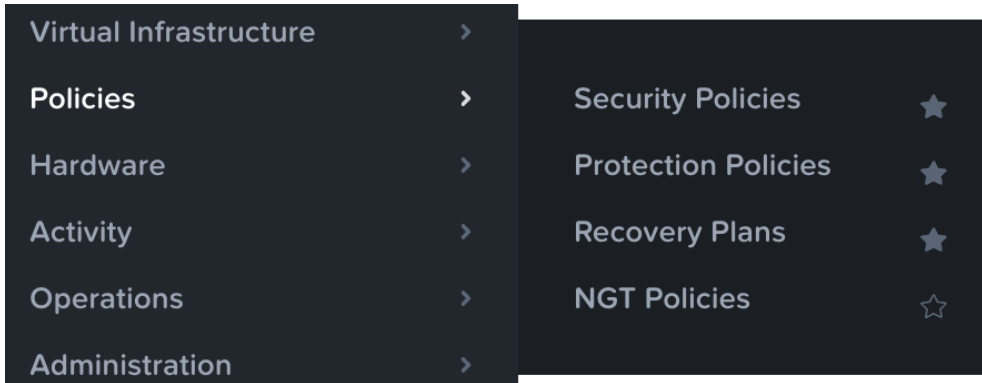 Virtual Infrastructure
Policies
Hardware
Activity
Operations
Administration
Security Policies
Protection Policies
Recovery Plans
NGT Policies